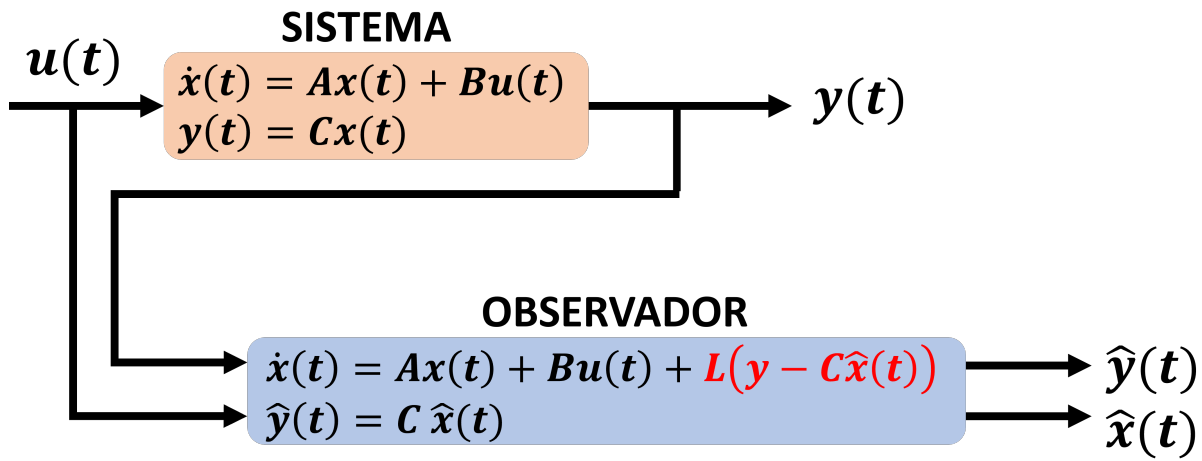 SISTEMA
u(t)
ẋ(t) = Ax(t) + Bu(t)
y(t) = Cx(t)
y(t)
OBSERVADOR
ẋ(t) = Ax(t) + Bu(t) + L(y − Cx̂(t))
ŷ(t) = C x̂(t)
ŷ(t)
x̂(t)